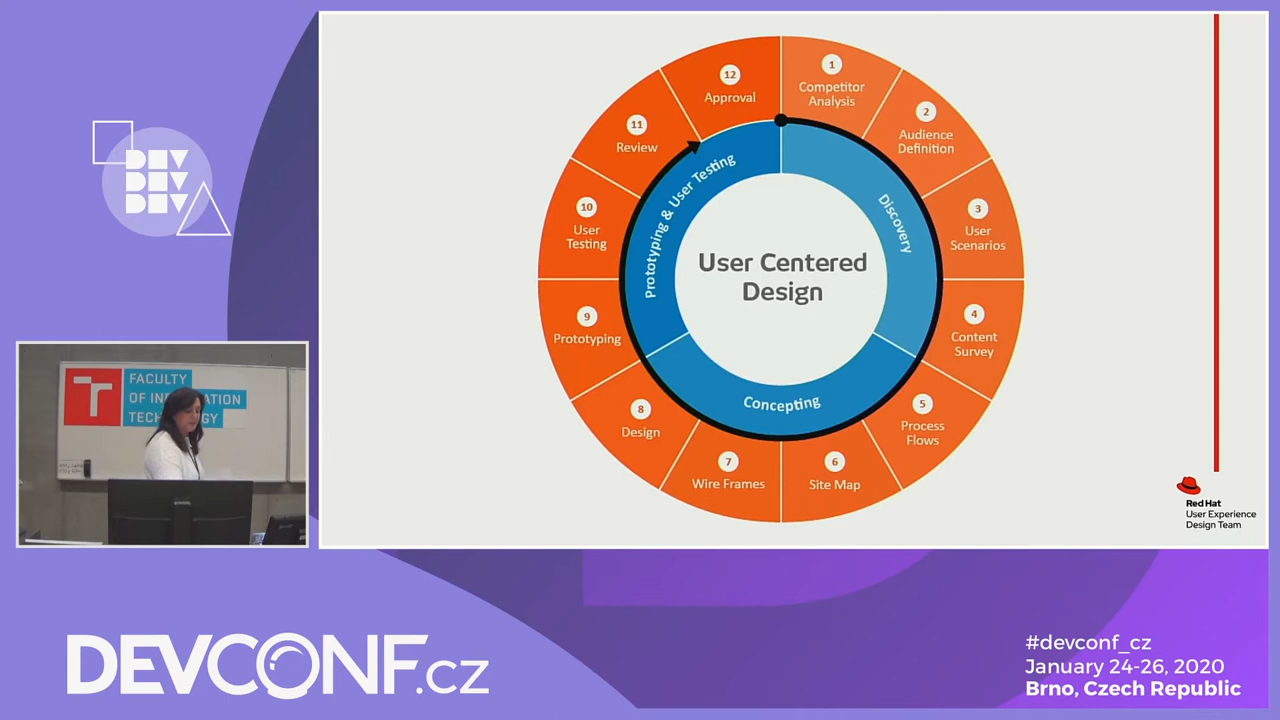 DEV
DEV
DEV
1
Competitor
Analysis
2
Audience
Definition
3
User
Scenarios
4
Content
Survey
5
Process
Flows
6
Site Map
7
Wire Frames
8
Design
9
Prototyping
10
User
Testing
11
Review
12
Approval
Discovery
Concepting
Prototyping & User Testing
User Centered
Design
Red Hat
User Experience
Design Team
FACULTY
OF INFORMATION
TECHNOLOGY
DEVCONF.cz
#devconf_cz
January 24-26, 2020
Brno, Czech Republic